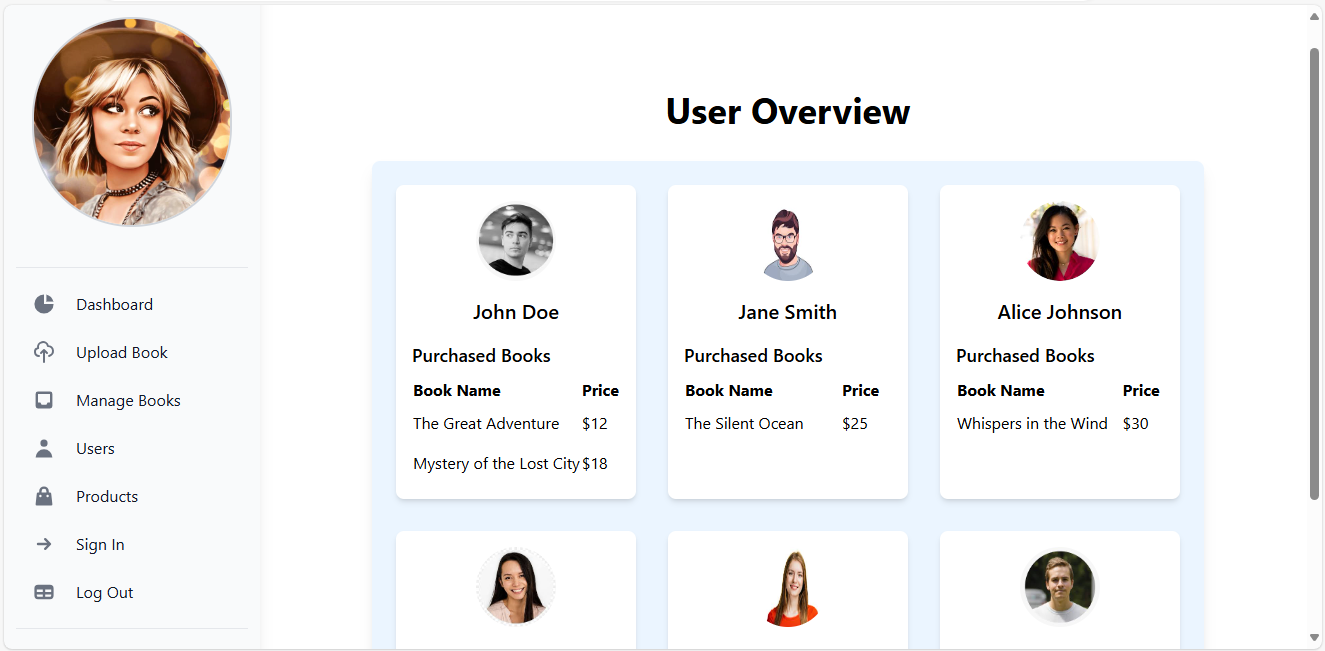 User Overview
Dashboard
Upload Book
Manage Books
Users
Products
Sign In
Log Out
John Doe
Purchased Books
Book Name Price
The Great Adventure $12
Mystery of the Lost City $18
Jane Smith
Purchased Books
Book Name Price
The Silent Ocean $25
Alice Johnson
Purchased Books
Book Name Price
Whispers in the Wind $30